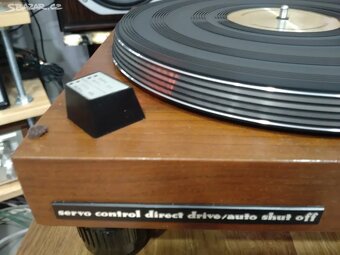 SBAZAR.CZ
servo control direct drive/auto shut off